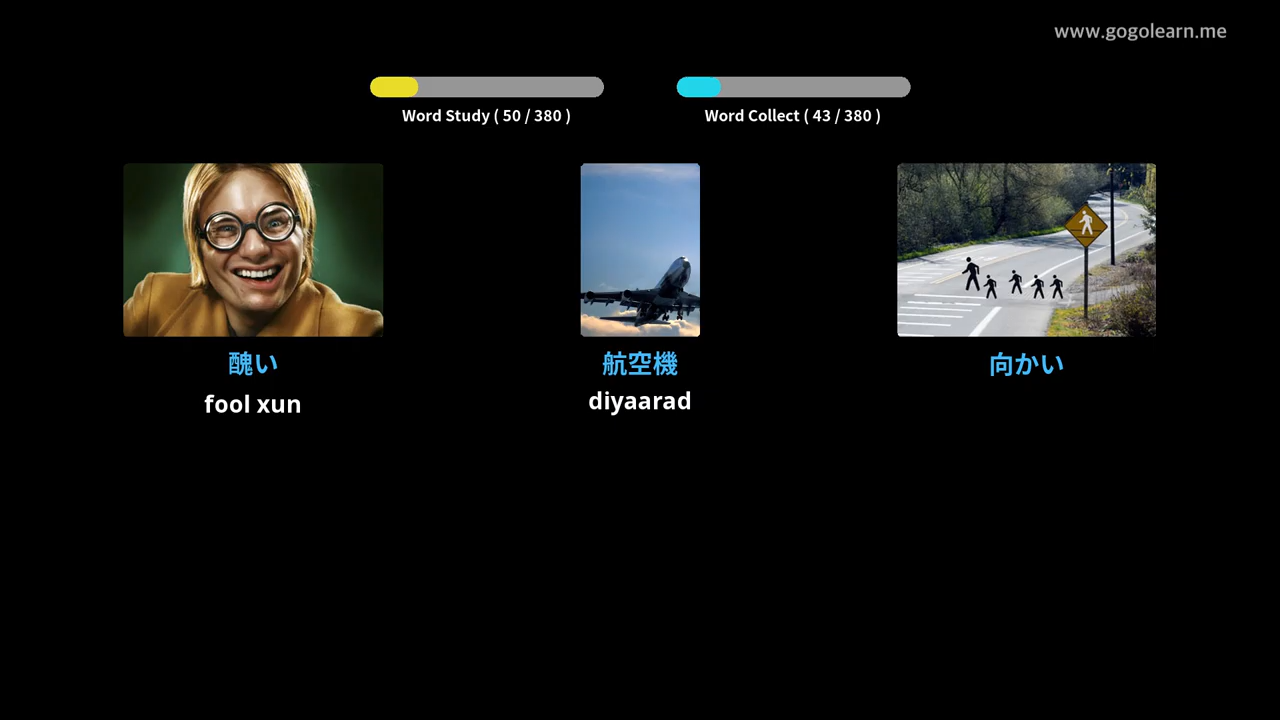 www.gogolearn.me
Word Study ( 50 / 380 )
Word Collect ( 43 / 380 )
醜い
fool xun
航空機
diyaarad
向かい